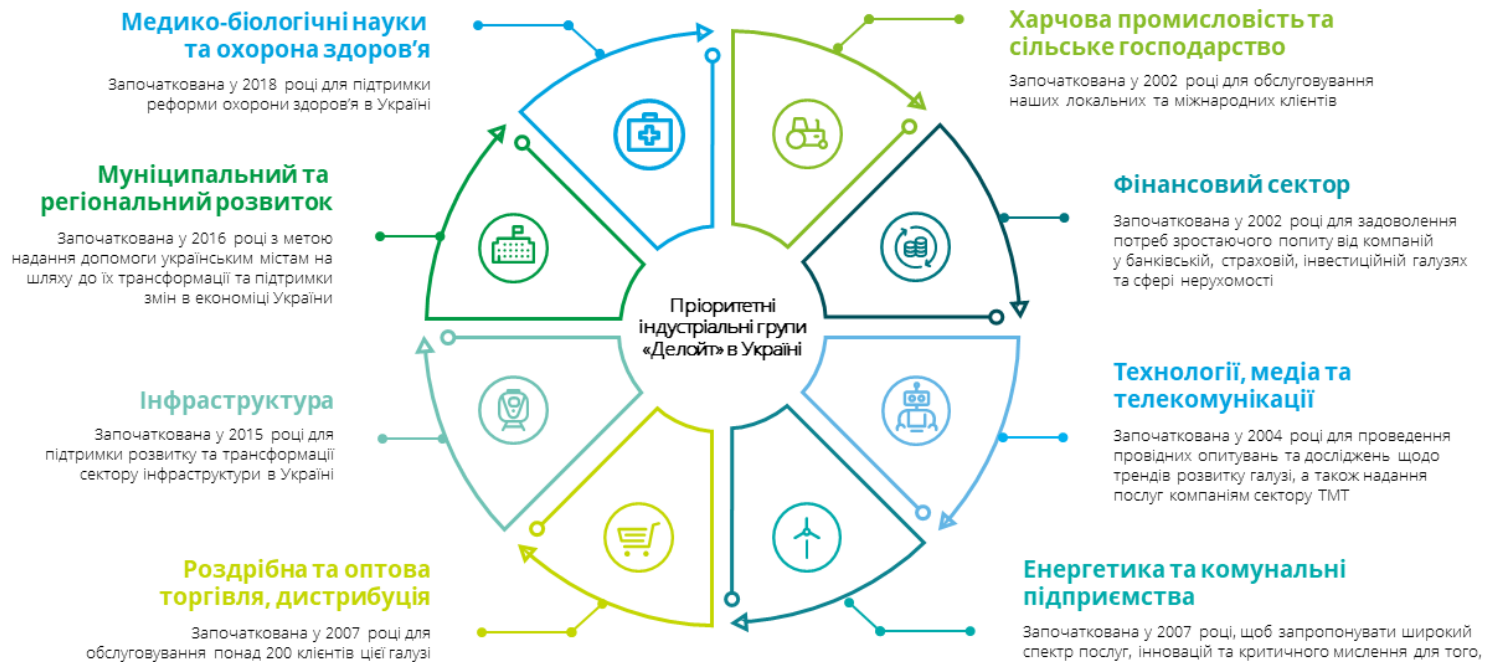 Медико-біологічні науки
та охорона здоров’я
Започаткована у 2018 році для підтримки
реформи охорони здоров’я в Україні
Харчова промисловість та
сільське господарство
Започаткована у 2002 році для обслуговування
наших локальних та міжнародних клієнтів
Муніципальний та
регіональний розвиток
Започаткована у 2016 році з метою
надання допомоги українським містам на
шляху до їх трансформації та підтримки
змін в економіці України
Фінансовий сектор
Започаткована у 2002 році для задоволення
потреб зростаючого попиту від компаній
у банківській, страховій, інвестиційній галузях
та сфері нерухомості
Пріоритетні
індустріальні групи
«Делойт» в Україні
Інфраструктура
Започаткована у 2015 році для
підтримки розвитку та трансформації
сектору інфраструктури в Україні
Технології, медіа та
телекомунікації
Започаткована у 2004 році для проведення
провідних опитувань та досліджень щодо
трендів розвитку галузі, а також надання
послуг компаніям сектору ТМТ
Роздрібна та оптова
торгівля, дистрибуція
Започаткована у 2007 році для
обслуговування понад 200 клієнтів цієї галузі
Енергетика та комунальні
підприємства
Започаткована у 2007 році, щоб запропонувати широкий
спектр послуг, інновацій та критичного мислення для того,